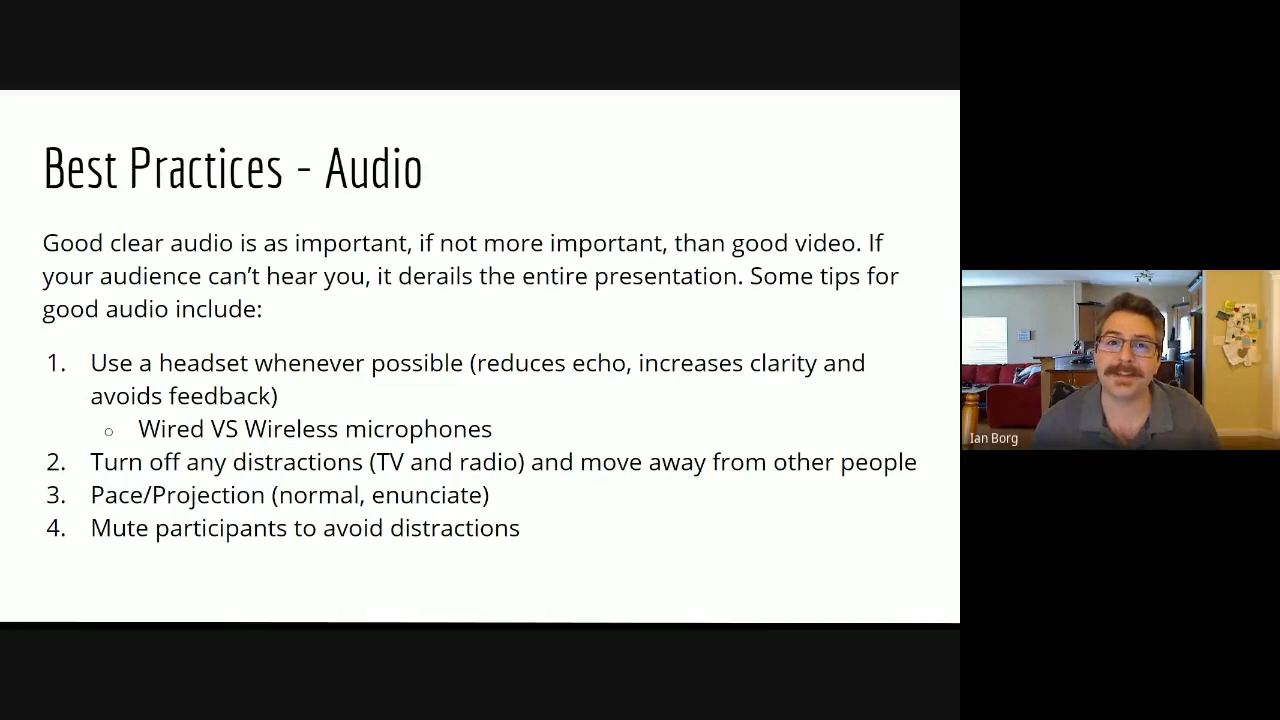 Best Practices - Audio
Good clear audio is as important, if not more important, than good video. If
your audience can’t hear you, it derails the entire presentation. Some tips for
good audio include:
1. Use a headset whenever possible (reduces echo, increases clarity and
avoids feedback)
○ Wired VS Wireless microphones
2. Turn off any distractions (TV and radio) and move away from other people
3. Pace/Projection (normal, enunciate)
4. Mute participants to avoid distractions
Ian Borg